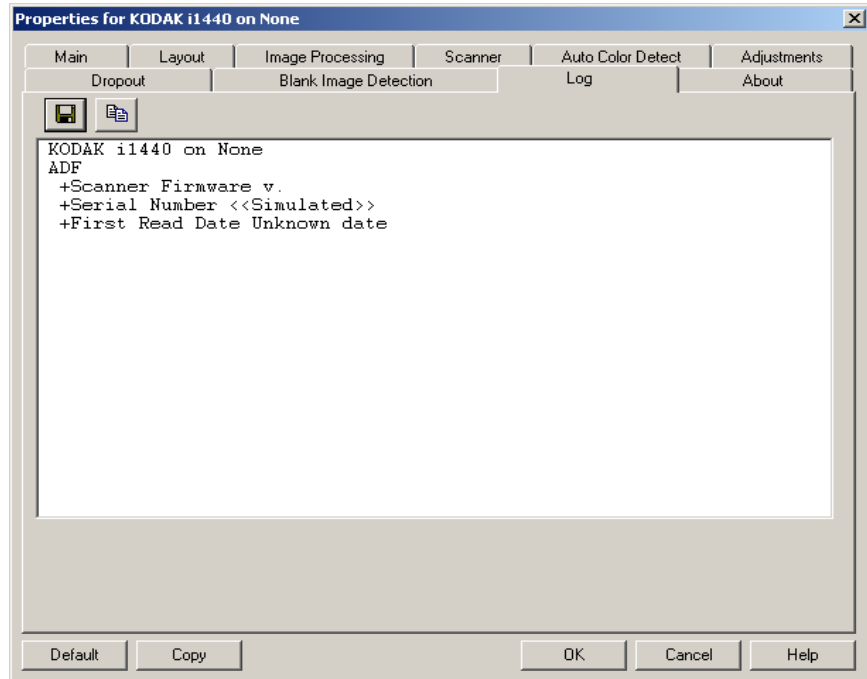 Properties for KODAK i1440 on None
Main Layout Image Processing Scanner Auto Color Detect Adjustments
Dropout Blank Image Detection Log About
KODAK i1440 on None
ADF
+Scanner Firmware v.
+Serial Number <<Simulated>>
+First Read Date Unknown date
Default Copy OK Cancel Help